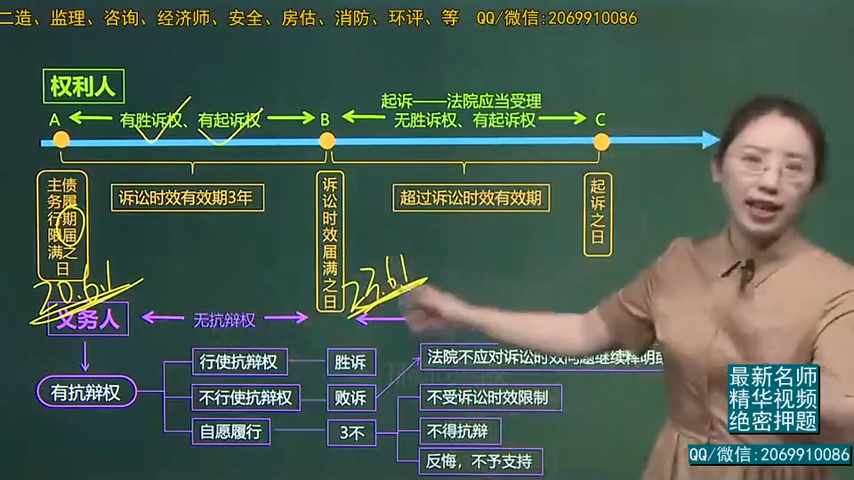 二造、监理、咨询、经济师、安全、房估、消防、环评、等 QQ/微信:2069910086
权利人
起诉——法院应当受理
A 有胜诉权、有起诉权 B 无胜诉权、有起诉权 C
主债务履行期限届满之日
诉讼时效有效期3年
诉讼时效届满之日
超过诉讼时效有效期
起诉之日
20.6.1
23.6.1
义务人
无抗辩权
有抗辩权
行使抗辩权
胜诉
法院不应对诉讼时效问题继续释明
不行使抗辩权
败诉
不受诉讼时效限制
自愿履行
3不
不得抗辩
反悔，不予支持
最新名师
精华视频
绝密押题
QQ/微信:2069910086